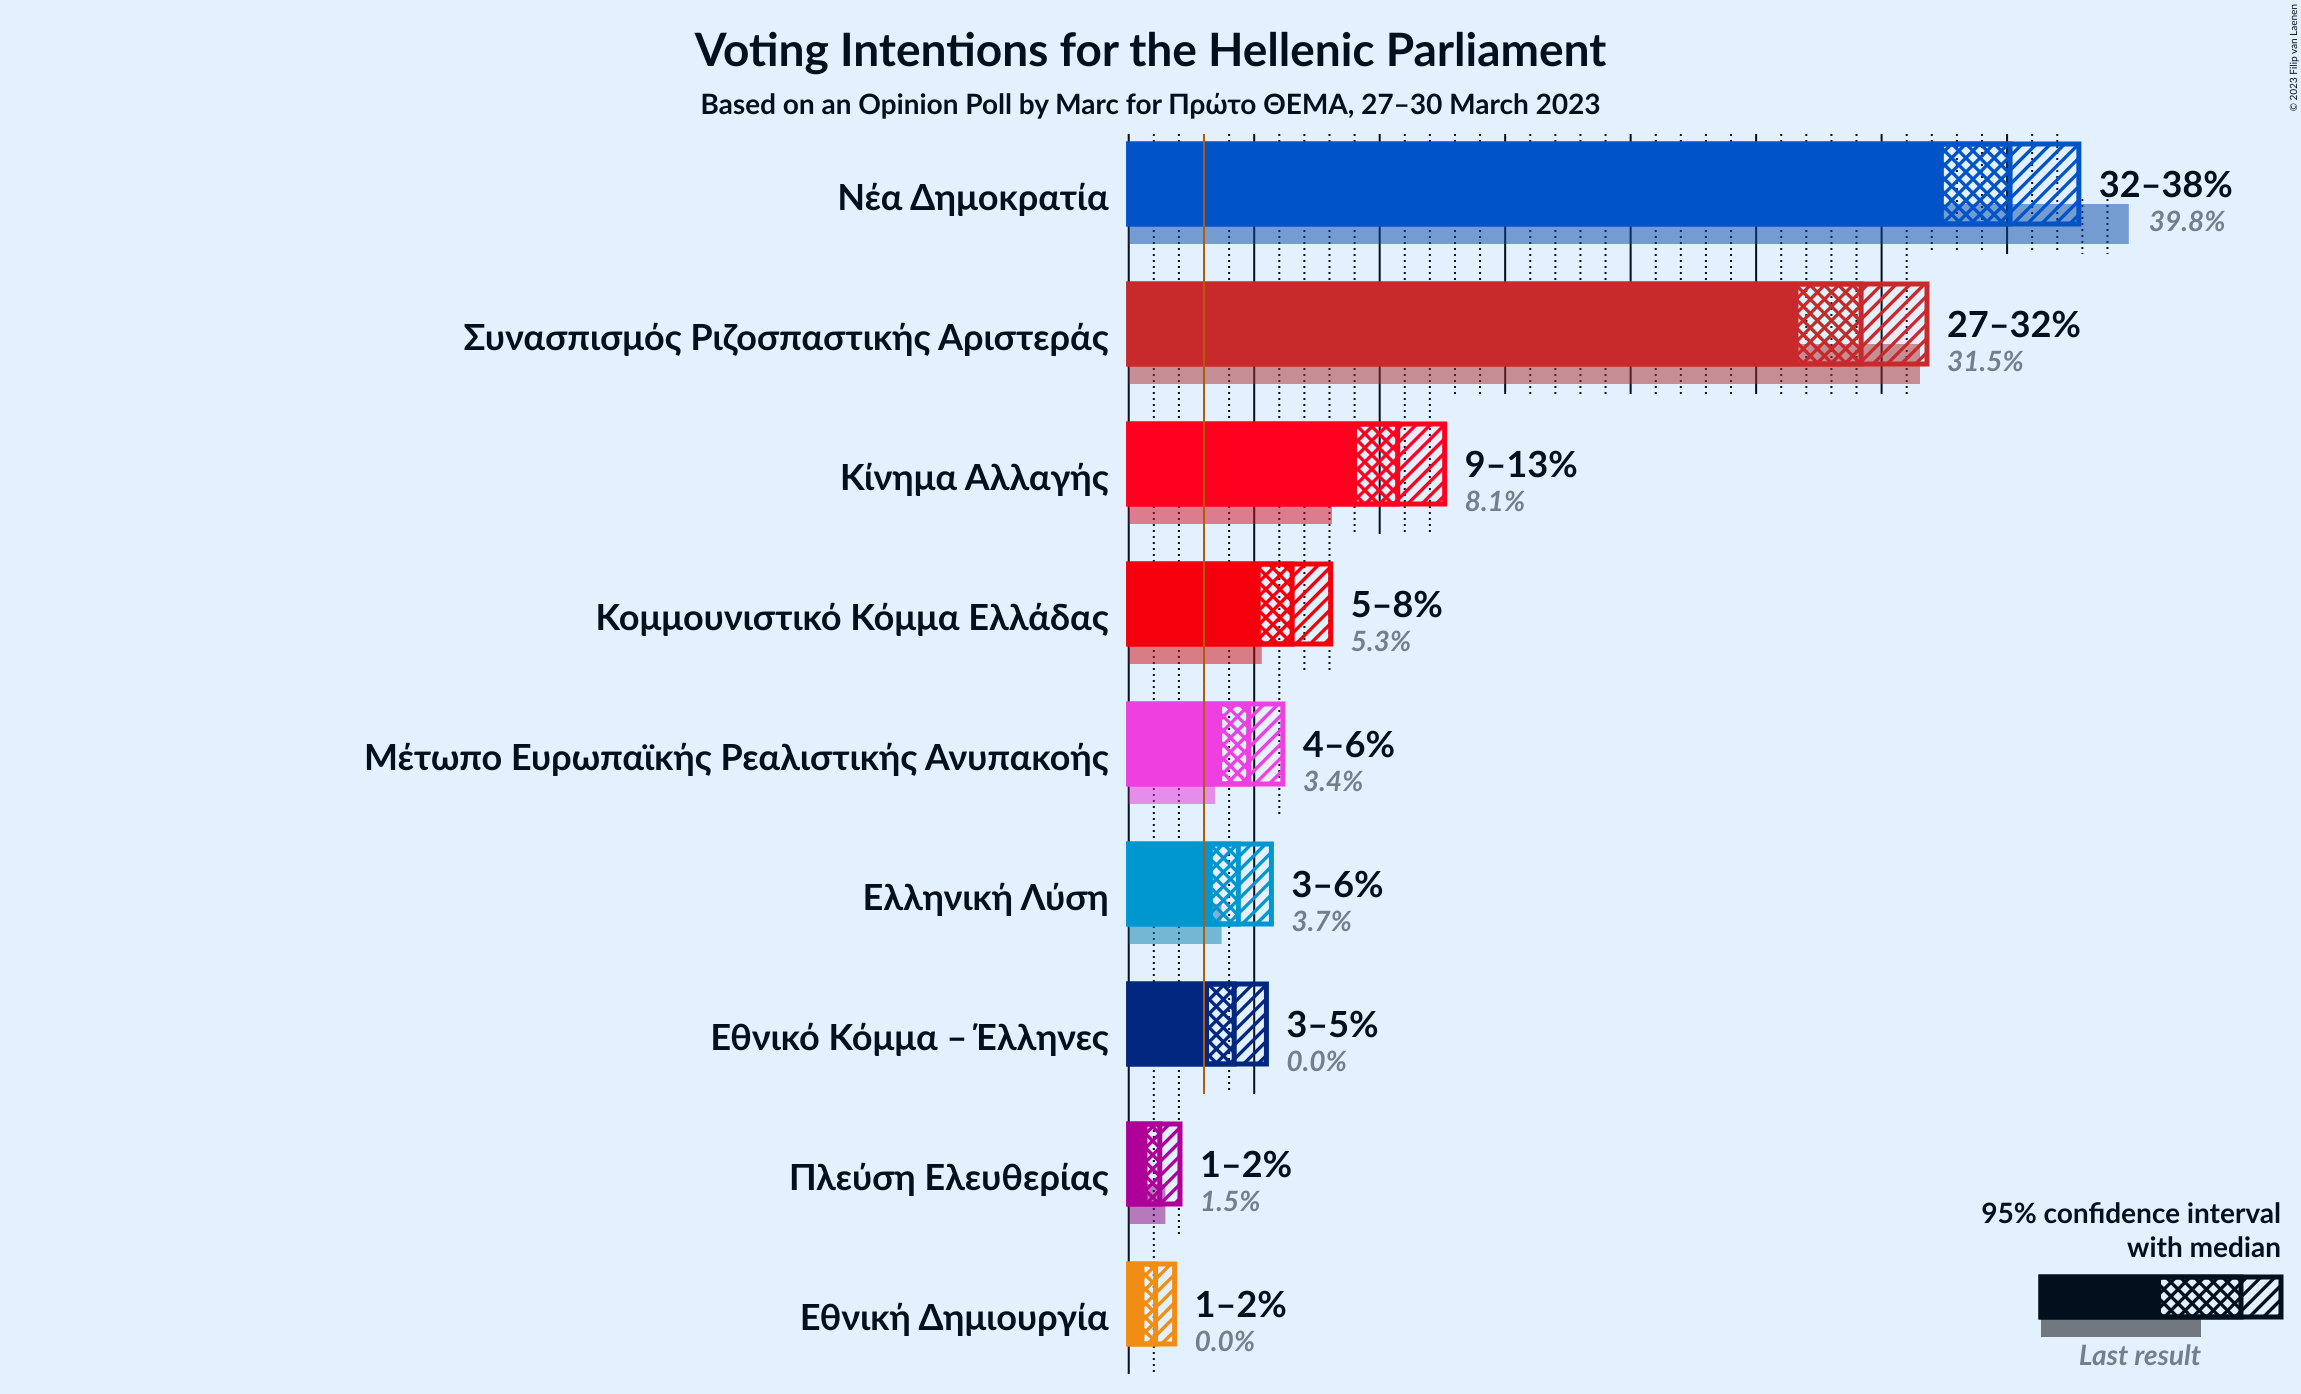 Voting Intentions for the Hellenic Parliament
Based on an Opinion Poll by Marc for Πρώτο ΘΕΜΑ, 27–30 March 2023
© 2023 Filip van Laenen
Νέα Δημοκρατία
32–38%
39.8%
Συνασπισμός Ριζοσπαστικής Αριστεράς
27–32%
31.5%
Κίνημα Αλλαγής
9–13%
8.1%
Κομμουνιστικό Κόμμα Ελλάδας
5–8%
5.3%
Μέτωπο Ευρωπαϊκής Ρεαλιστικής Ανυπακοής
4–6%
3.4%
Ελληνική Λύση
3–6%
3.7%
Εθνικό Κόμμα – Έλληνες
3–5%
0.0%
Πλεύση Ελευθερίας
1–2%
1.5%
Εθνική Δημιουργία
1–2%
0.0%
95% confidence interval
with median
Last result